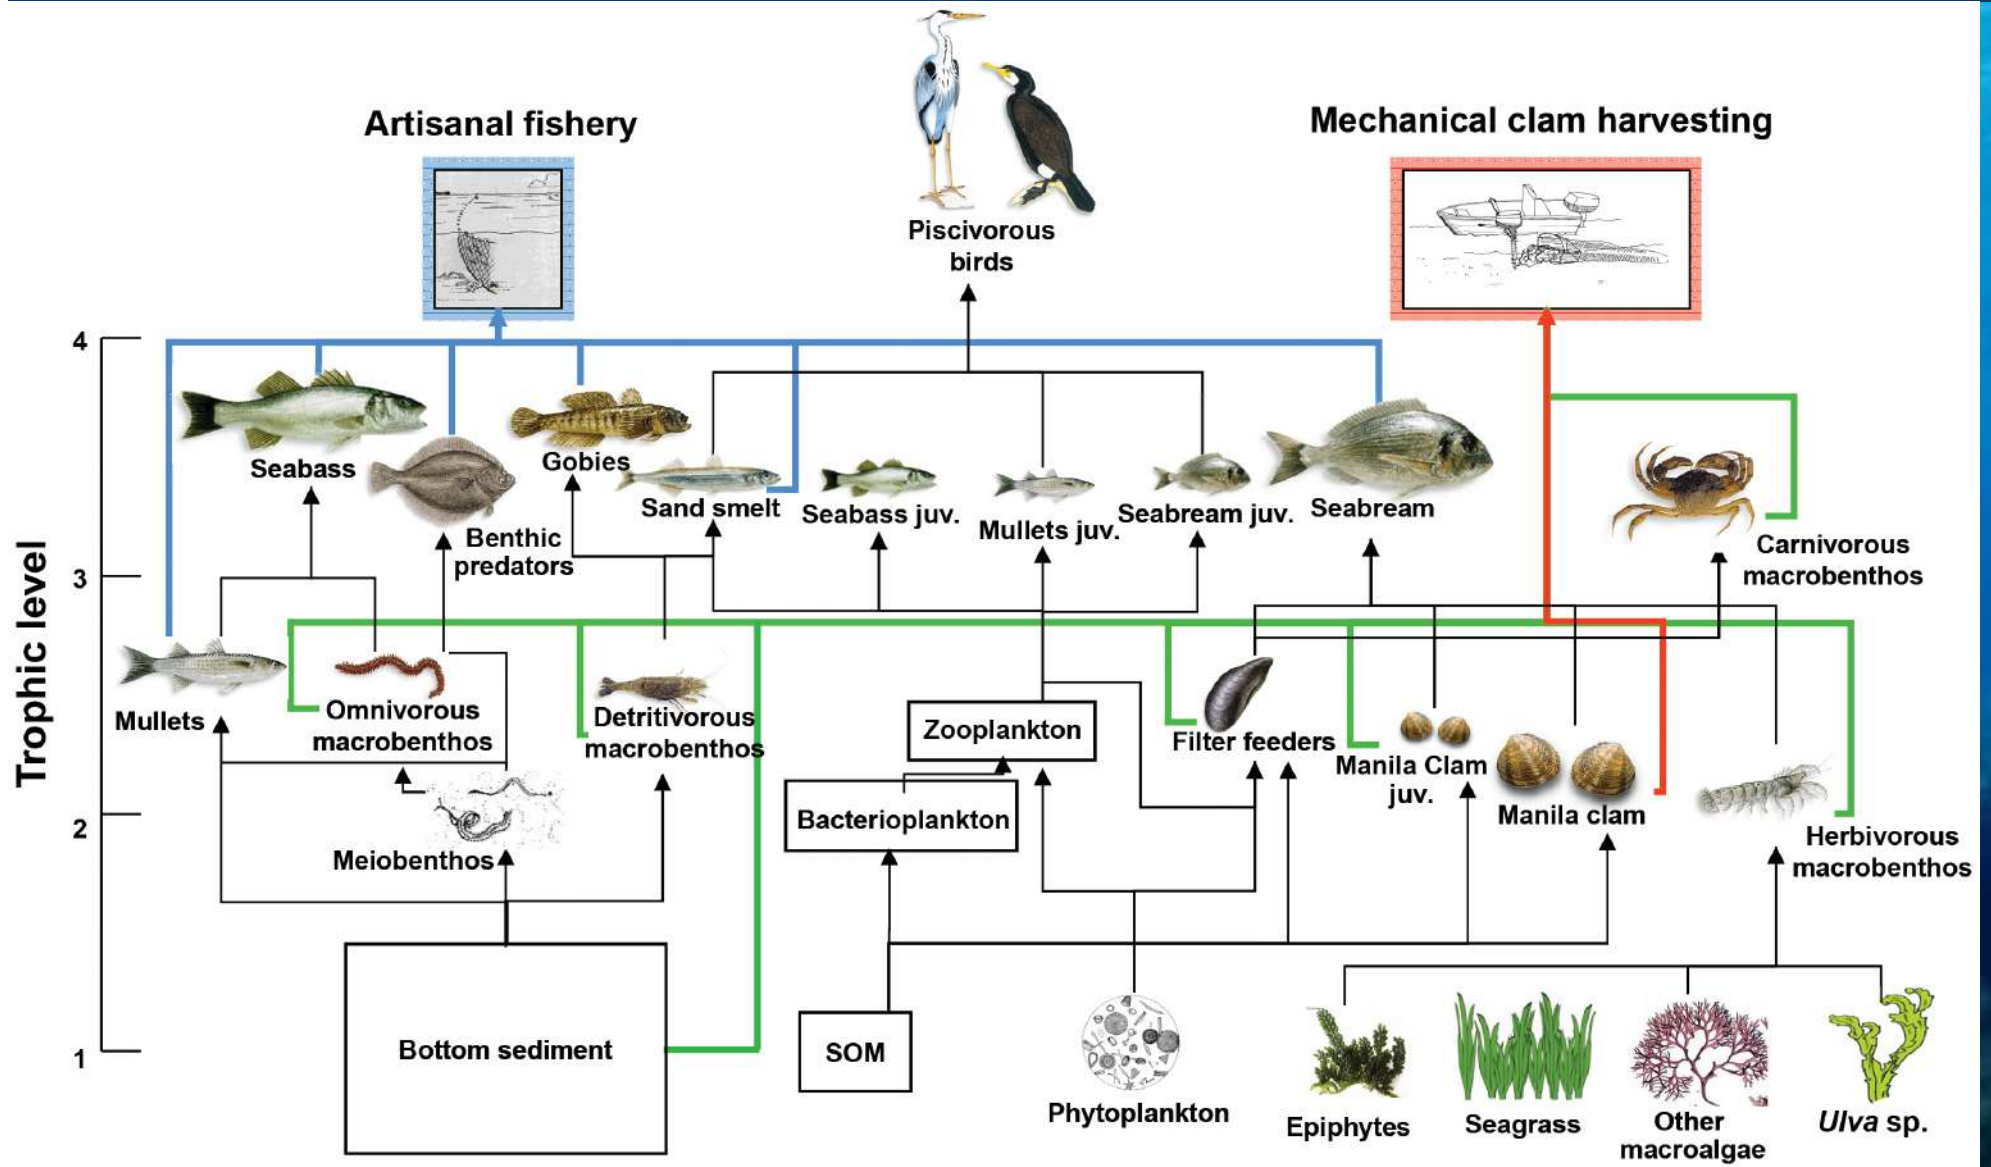 Artisanal fishery
Mechanical clam harvesting
Piscivorous
birds
Trophic level
4
3
2
1
Seabass
Gobies
Benthic
predators
Sand smelt
Seabass juv.
Mullets juv.
Seabream juv.
Seabream
Carnivorous
macrobenthos
Mullets
Omnivorous
macrobenthos
Detritivorous
macrobenthos
Zooplankton
Filter feeders
Manila Clam
juv.
Manila clam
Bacterioplankton
Meiobenthos
Herbivorous
macrobenthos
Bottom sediment
SOM
Phytoplankton
Epiphytes
Seagrass
Other
macroalgae
Ulva sp.